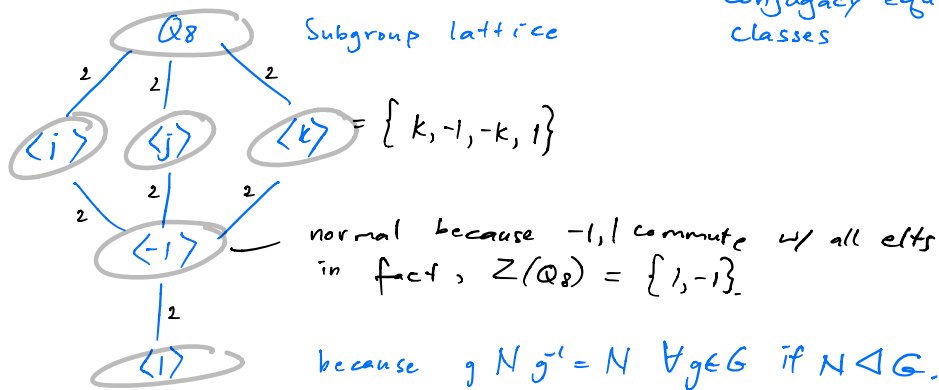 conjugacy equ
Q8 Subgroup lattice classes
2 2 2
<i> <j> <k> = { k, -1, -k, 1}
2 2 2
<-1> normal because -1, 1 commute w/ all elts
in fact, Z(Q8) = {1, -1}.
2
<1> because g N g⁻¹ = N ∀g∈G if N ⊲ G.